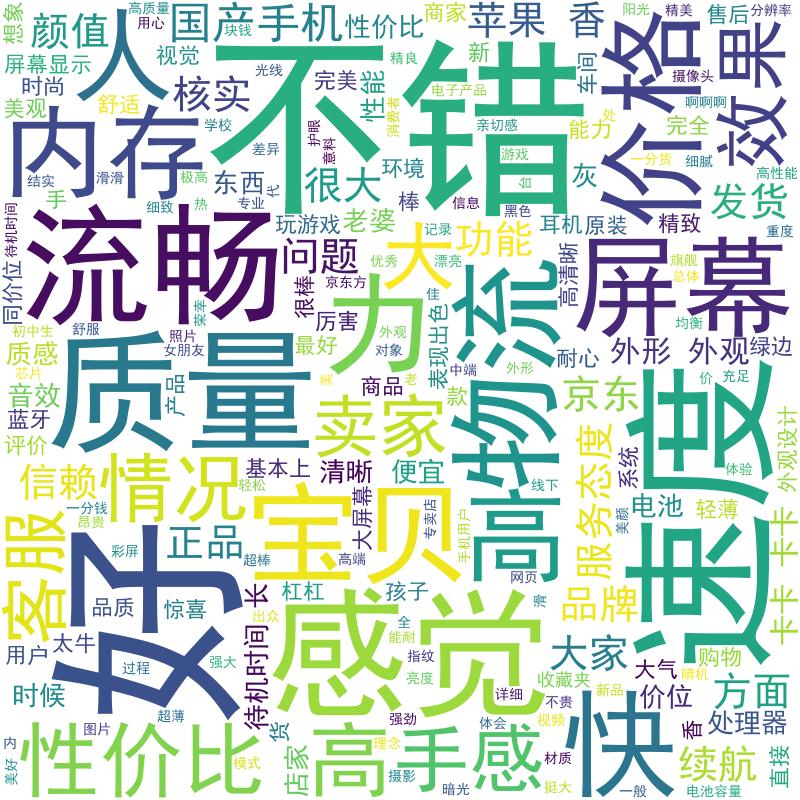 想象
颜值
人
国产手机
性价比
商家
苹果
香
阳光
精美
售后
分辨率
高质量
用心
块钱
视觉
新
车间
价格
效果
屏幕显示
时尚
美观
舒适
核实
光线
完美
性能
精良
电子产品
摄像头
啊啊啊
不错
内存
学校
差异
护眼
意料
消费者
亲切感
能力
处
完全
一分货
细腻
高性能
结实
滑滑
极高
东西
代
很大
环境
棒
游戏
台
灰
发货
手
细致
热
专业
玩游戏
老婆
信息
黑色
耳机
原装
精致
重度
待机时间
同价位
流畅
问题
大
记录
功能
高清晰
屏幕
旗舰
总体
优秀
漂亮
京东方
很棒
荣幸
力
佳
物流
初中生
舒服
照片
女朋友
厉害
最好
外观
对象
表现出色
均衡
质感
芯片
质量
产品
商品
老
款
中端
外形
耐心
外形
外观
绿边
音效
蓝牙
评价
卖家
京东
价
充足
速度
信赖
情况
基本上
清晰
便宜
服务态度
系统
体验
外观设计
一分钱
昂贵
轻松
大屏幕
专卖店
线下
电池
美颜
轻薄
客服
好
正品
宝贝
高
手机用户
卡卡
卡卡
彩屏
超棒
高端
网页
品质
惊喜
长
杠杠
孩子
滑
品牌
出众
能耐
全
用户
太牛
过程
强大
待机时间
感觉
指纹
亮度
详细
大家
大气
购物
时候
超薄
收藏夹
新品
晴机
不贵
价位
方面
图片
货
强劲
体会
视频
快
香
处理器
内
美好
性价比
模式
店家
高
理念
摄影
手感
暗光
材质
挺大
一般
续航
电池容量
直接